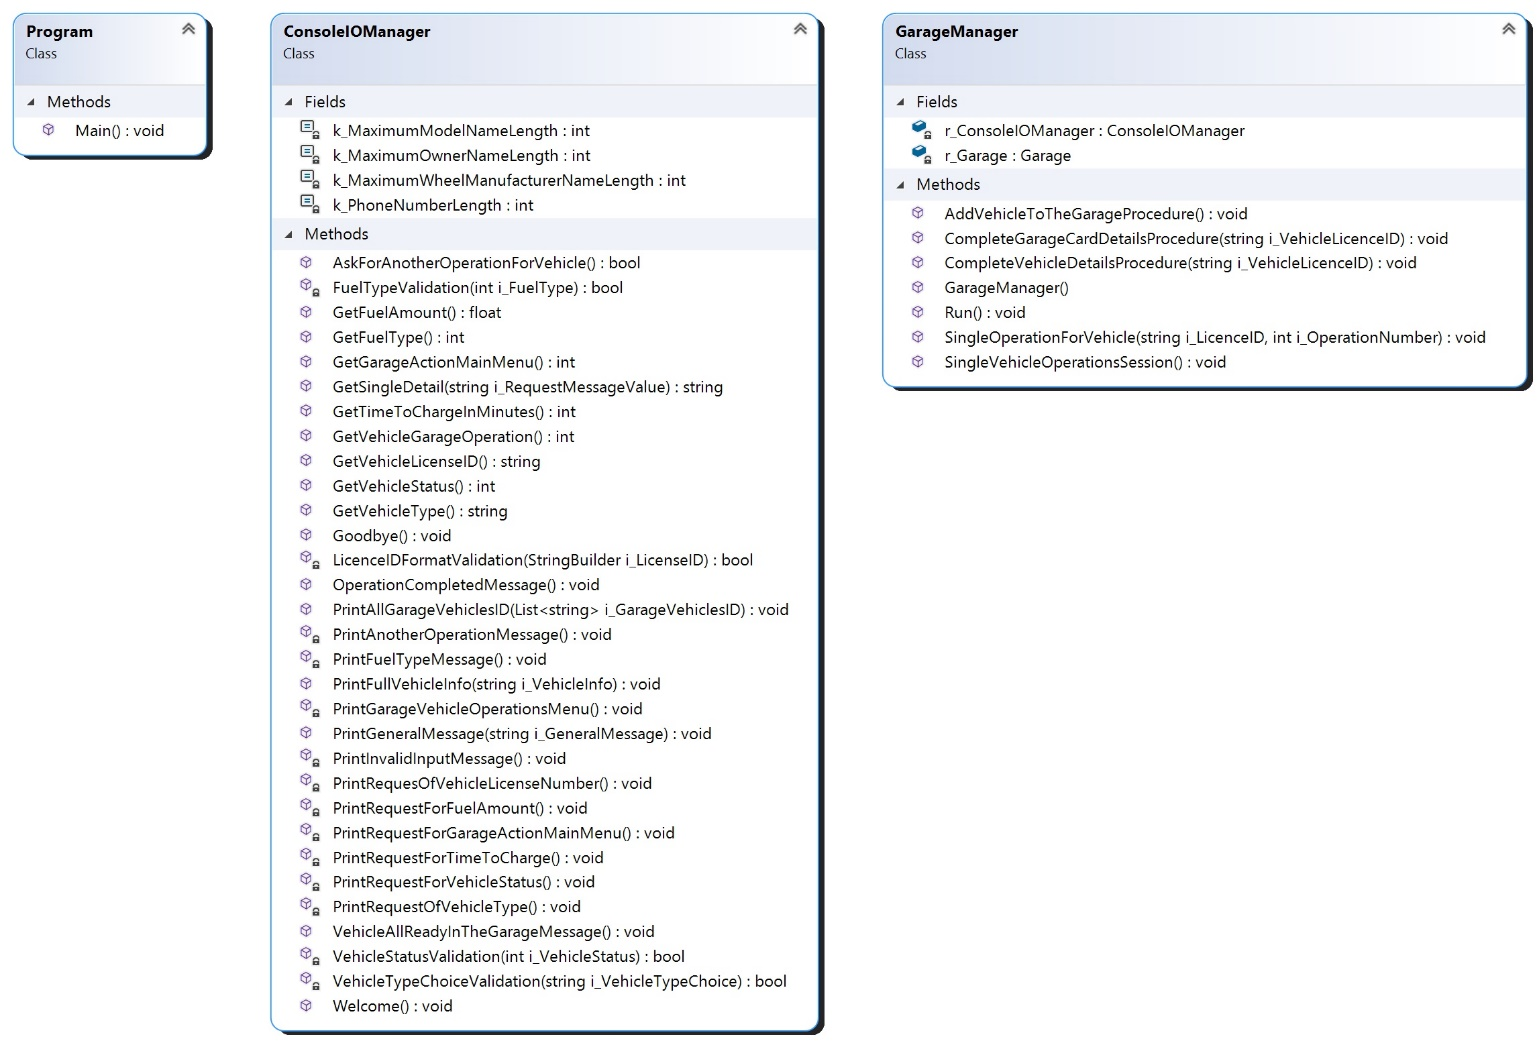 Program
Class
Methods
Main() : void
ConsoleIOManager
Class
Fields
k_MaximumModelNameLength : int
k_MaximumOwnerNameLength : int
k_MaximumWheelManufacturerNameLength : int
k_PhoneNumberLength : int
Methods
AskForAnotherOperationForVehicle() : bool
FuelTypeValidation(int i_FuelType) : bool
GetFuelAmount() : float
GetFuelType() : int
GetGarageActionMainMenu() : int
GetSingleDetail(string i_RequestMessageValue) : string
GetTimeToChargeInMinutes() : int
GetVehicleGarageOperation() : int
GetVehicleLicenseID() : string
GetVehicleStatus() : int
GetVehicleType() : string
Goodbye() : void
LicenceIDFormatValidation(StringBuilder i_LicenseID) : bool
OperationCompletedMessage() : void
PrintAllGarageVehiclesID(List<string> i_GarageVehiclesID) : void
PrintAnotherOperationMessage() : void
PrintFuelTypeMessage() : void
PrintFullVehicleInfo(string i_VehicleInfo) : void
PrintGarageVehicleOperationsMenu() : void
PrintGeneralMessage(string i_GeneralMessage) : void
PrintInvalidInputMessage() : void
PrintRequesOfVehicleLicenseNumber() : void
PrintRequestForFuelAmount() : void
PrintRequestForGarageActionMainMenu() : void
PrintRequestForTimeToCharge() : void
PrintRequestForVehicleStatus() : void
PrintRequestOfVehicleType() : void
VehicleAllReadyInTheGarageMessage() : void
VehicleStatusValidation(int i_VehicleStatus) : bool
VehicleTypeChoiceValidation(string i_VehicleTypeChoice) : bool
Welcome() : void
GarageManager
Class
Fields
r_ConsoleIOManager : ConsoleIOManager
r_Garage : Garage
Methods
AddVehicleToTheGarageProcedure() : void
CompleteGarageCardDetailsProcedure(string i_VehicleLicenceID) : void
CompleteVehicleDetailsProcedure(string i_VehicleLicenceID) : void
GarageManager()
Run() : void
SingleOperationForVehicle(string i_LicenceID, int i_OperationNumber) : void
SingleVehicleOperationsSession() : void